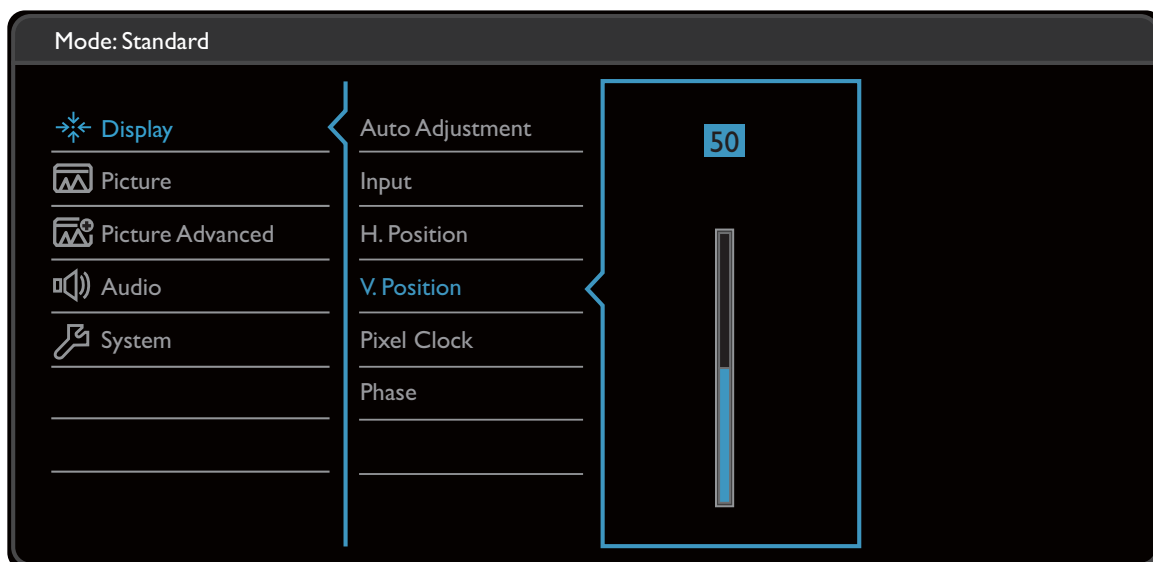 Mode: Standard
Display
Picture
Picture Advanced
Audio
System
Auto Adjustment
Input
H. Position
V. Position
Pixel Clock
Phase
50